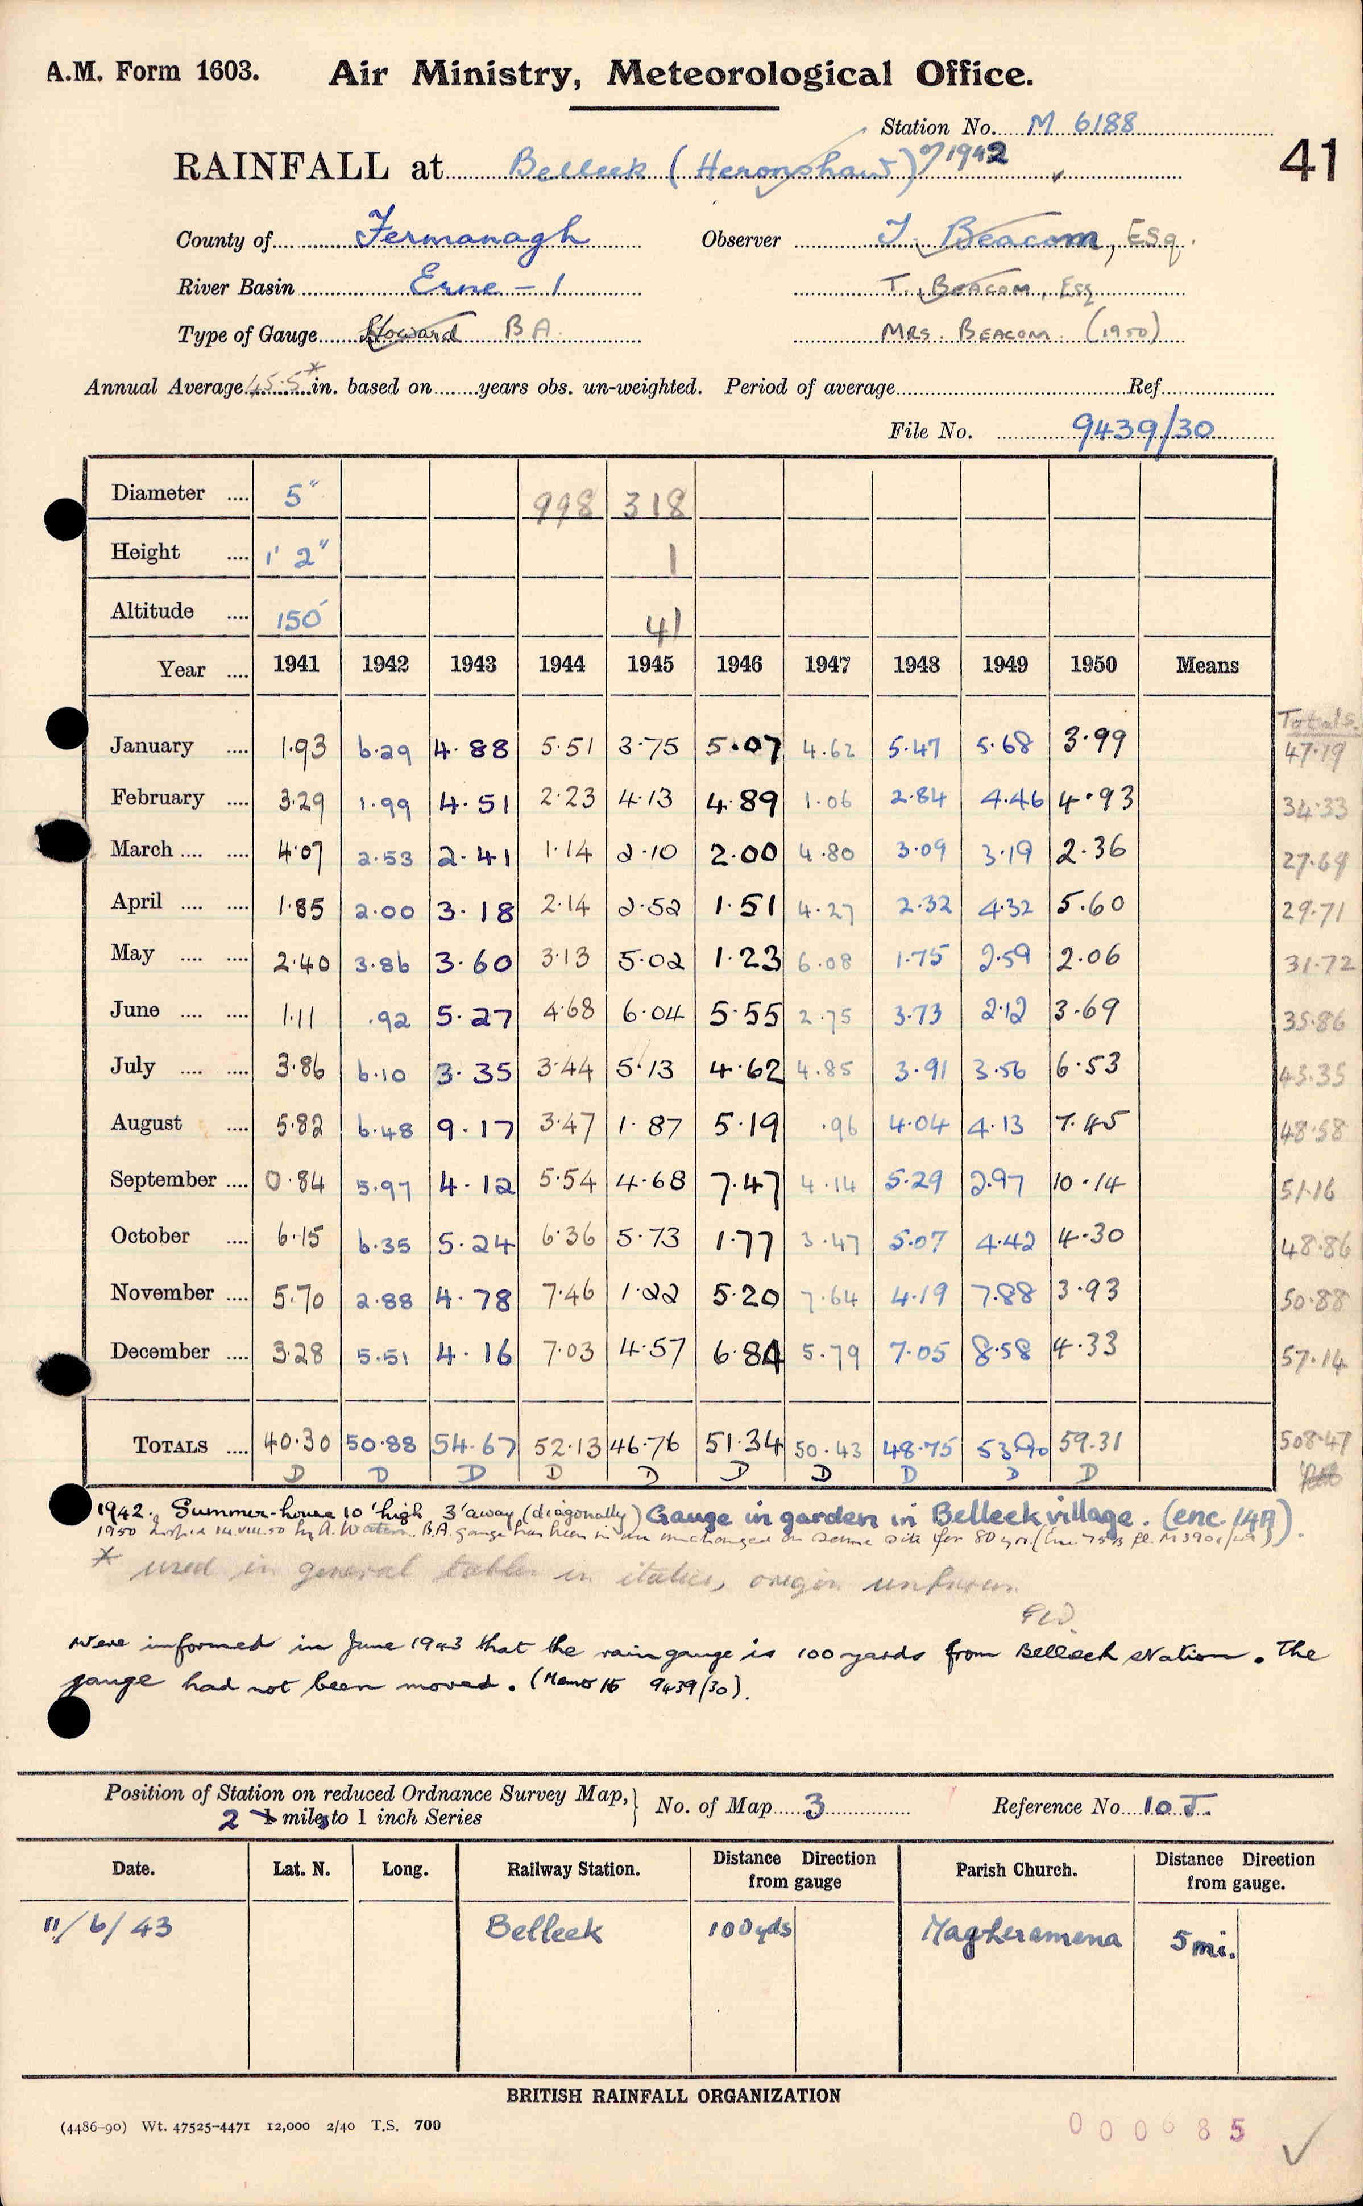 A.M. Form 1603. Air Ministry, Meteorological Office.
Station No. M 6188
41
RAINFALL at Belleek (Heronshaw) 1942
County of Fermanagh Observer T. Beacom, Esq.
River Basin Erne - 1 T. Beacom, Esq
Type of Gauge Howard B A. Mrs. Beacom. (1950)
Annual Average 45.5* in. based on years obs. un-weighted. Period of average Ref
File No. 9439/30
Diameter .... 5" 998 318
Height .... 1' 2" 1
Altitude .... 150' 41
Year .... 1941 1942 1943 1944 1945 1946 1947 1948 1949 1950 Means
Totals.
January .... 1.93 6.29 4.88 5.51 3.75 5.07 4.62 5.47 5.68 3.99 47.19
February .... 3.29 1.99 4.51 2.23 4.13 4.89 1.06 2.84 4.46 4.93 34.33
March .... .... 4.07 2.53 2.41 1.14 2.10 2.00 4.80 3.09 3.19 2.36 27.69
April .... .... 1.85 2.00 3.18 2.14 2.52 1.51 4.27 2.32 4.32 5.60 29.71
May .... .... 2.40 3.86 3.60 3.13 5.02 1.23 6.08 1.75 2.59 2.06 31.72
June .... .... 1.11 .92 5.27 4.68 6.04 5.55 2.75 3.73 2.12 3.69 35.86
July .... .... 3.86 6.10 3.35 3.44 5.13 4.62 4.85 3.91 3.56 6.53 45.35
August .... 5.82 6.48 9.17 3.47 1.87 5.19 .96 4.04 4.13 7.45 48.58
September .... 0.84 5.97 4.12 5.54 4.68 7.47 4.14 5.29 2.97 10.14 51.16
October .... 6.15 6.35 5.24 6.36 5.73 1.77 3.47 5.07 4.42 4.30 48.86
November .... 5.70 2.88 4.78 7.46 1.22 5.20 7.64 4.19 7.88 3.93 50.88
December .... 3.28 5.51 4.16 7.03 4.57 6.84 5.79 7.05 8.58 4.33 57.14
Totals .... 40.30 50.88 54.67 52.13 46.76 51.34 50.43 48.75 53.90 59.31 508.47
D D D D D D D D D D
1942. Summer-house 10' high 3' away (diagonally) Gauge in garden in Belleek village. (enc. 14A).
1950 B.A. gauge has been in use unchanged on same site for 80 yrs
* used in general tables in italics, origin unknown
Were informed in June 1943 that the raingauge is 100 yards from Belleek station. The
gauge had not been moved. (Memo 16 9439/30).
Position of Station on reduced Ordnance Survey Map,
2 miles to 1 inch Series No. of Map 3 Reference No. 10 J.
Date. Lat. N. Long. Railway Station. Distance Direction from gauge Parish Church. Distance Direction from gauge.
11/6/43 Belleek 100 yds Magheramena 5 mi.
BRITISH RAINFALL ORGANIZATION
(4486-90) Wt. 47525-4471 12,000 2/40 T.S. 700
000685